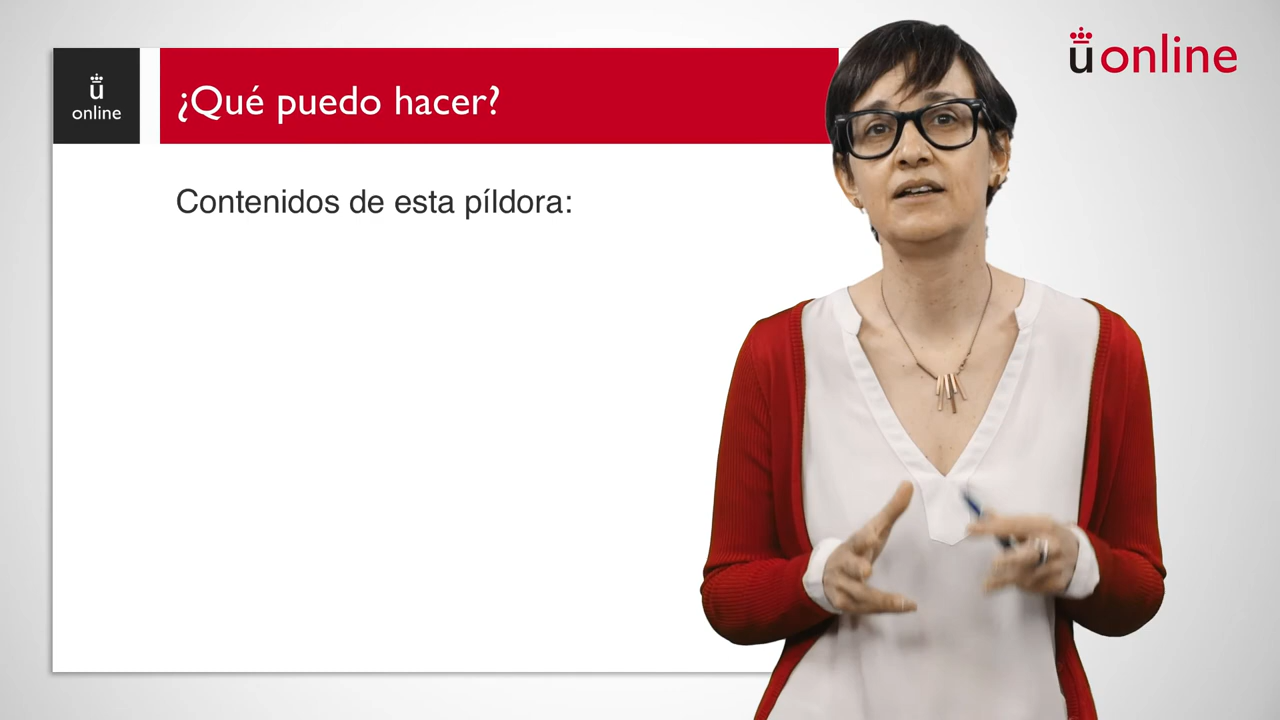 ü
online
¿Qué puedo hacer?
üonline
Contenidos de esta píldora: